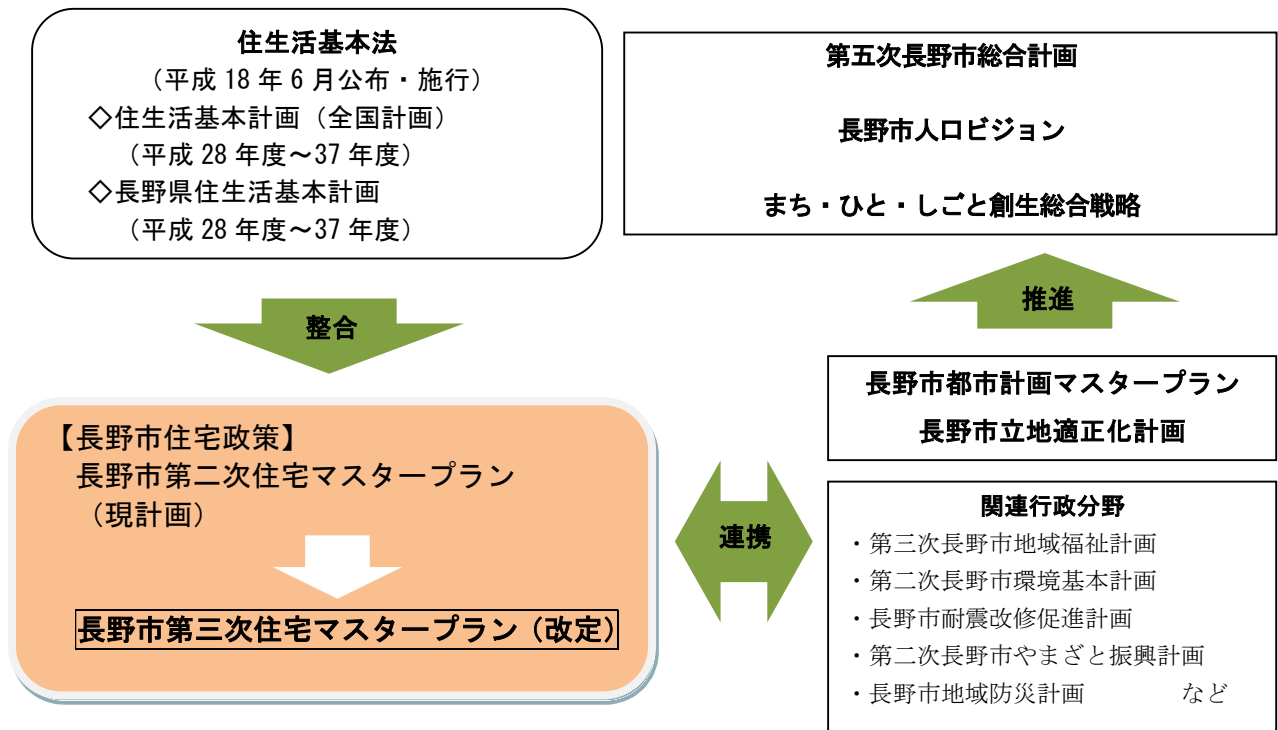 住生活基本法
（平成 18 年 6 月公布・施行）
◇住生活基本計画（全国計画）
（平成 28 年度～37 年度）
◇長野県住生活基本計画
（平成 28 年度～37 年度）
第五次長野市総合計画
長野市人口ビジョン
まち・ひと・しごと創生総合戦略
整合
推進
【長野市住宅政策】
長野市第二次住宅マスタープラン
（現計画）
長野市第三次住宅マスタープラン（改定）
連携
長野市都市計画マスタープラン
長野市立地適正化計画
関連行政分野
・第三次長野市地域福祉計画
・第二次長野市環境基本計画
・長野市耐震改修促進計画
・第二次長野市やまざと振興計画
・長野市地域防災計画　　　　など